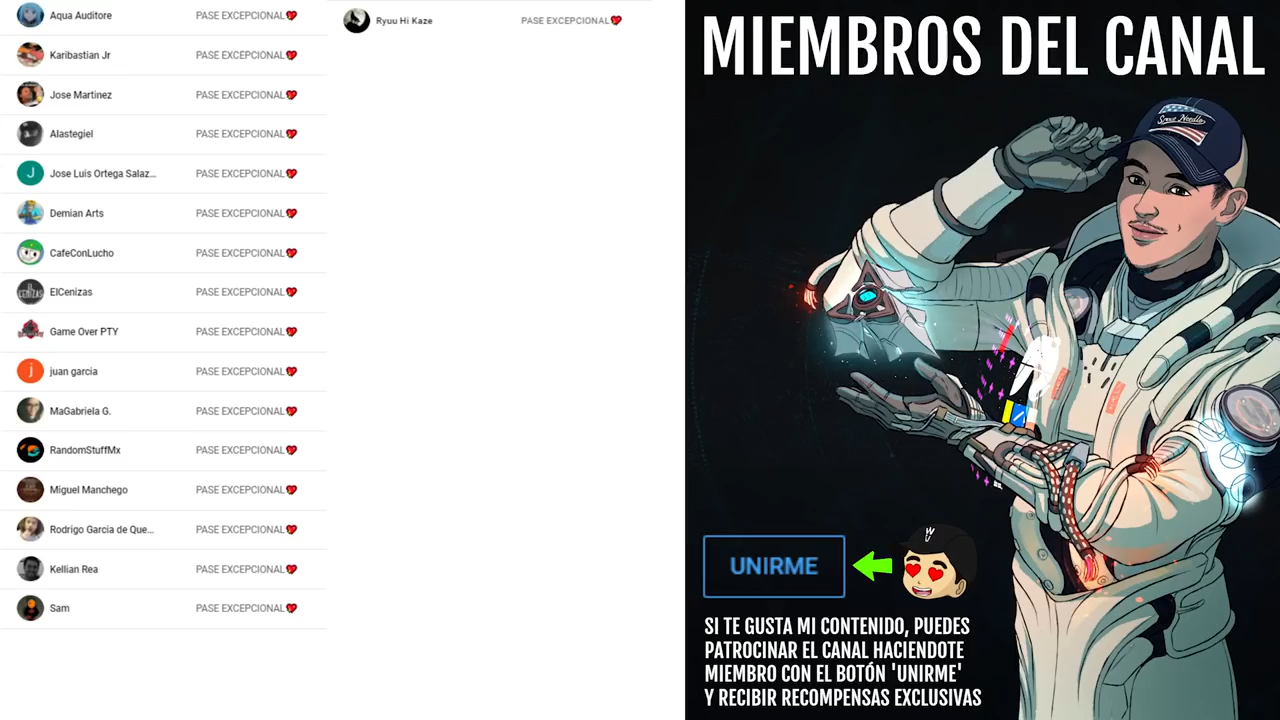 Aqua Auditore PASE EXCEPCIONAL
Karibastian Jr PASE EXCEPCIONAL
Jose Martinez PASE EXCEPCIONAL
Alastegiel PASE EXCEPCIONAL
J Jose Luis Ortega Salaz... PASE EXCEPCIONAL
Demian Arts PASE EXCEPCIONAL
CafeConLucho PASE EXCEPCIONAL
ElCenizas PASE EXCEPCIONAL
Game Over PTY PASE EXCEPCIONAL
j juan garcia PASE EXCEPCIONAL
MaGabriela G. PASE EXCEPCIONAL
RandomStuffMx PASE EXCEPCIONAL
Miguel Manchego PASE EXCEPCIONAL
Rodrigo Garcia de Que... PASE EXCEPCIONAL
Kellian Rea PASE EXCEPCIONAL
Sam PASE EXCEPCIONAL
Ryuu Hi Kaze PASE EXCEPCIONAL
MIEMBROS DEL CANAL
Space Needle
UNIRME
SI TE GUSTA MI CONTENIDO, PUEDES
PATROCINAR EL CANAL HACIENDOTE
MIEMBRO CON EL BOTÓN 'UNIRME'
Y RECIBIR RECOMPENSAS EXCLUSIVAS